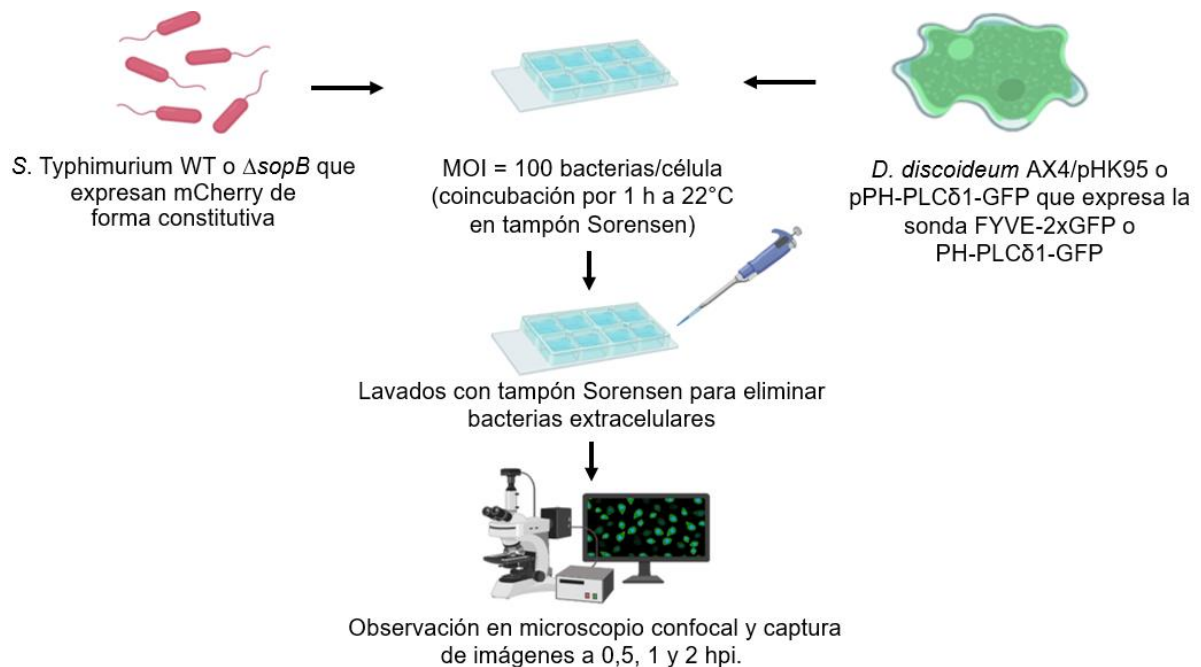 S. Typhimurium WT o ΔsopB que
expresan mCherry de
forma constitutiva
MOI = 100 bacterias/célula
(coincubación por 1 h a 22°C
en tampón Sorensen)
D. discoideum AX4/pHK95 o
pPH-PLCδ1-GFP que expresa la
sonda FYVE-2xGFP o
PH-PLCδ1-GFP
Lavados con tampón Sorensen para eliminar
bacterias extracelulares
Observación en microscopio confocal y captura
de imágenes a 0,5, 1 y 2 hpi.